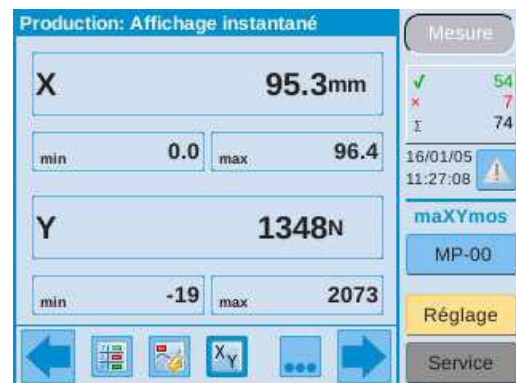 Production: Affichage instantané
X 95.3mm
min 0.0 max 96.4
Y 1348N
min -19 max 2073
XY
...
Mesure
✓ 54
× 7
Σ 74
16/01/05
11:27:08
maXYmos
MP-00
Réglage
Service